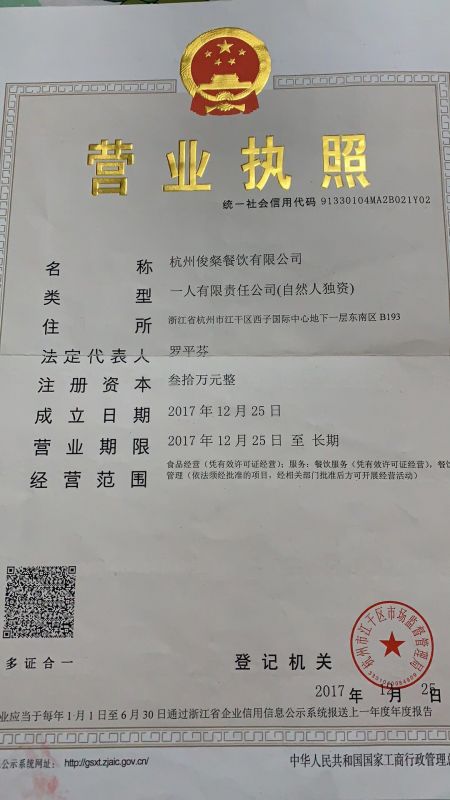 营业执照
统一社会信用代码 91330104MA2B021Y02
名称 杭州俊粲餐饮有限公司
类型 一人有限责任公司(自然人独资)
住所 浙江省杭州市江干区西子国际中心地下一层东南区 B193
法定代表人 罗平芬
注册资本 叁拾万元整
成立日期 2017 年 12 月 25 日
营业期限 2017 年 12 月 25 日 至 长期
经营范围 食品经营（凭有效许可证经营）；服务：餐饮服务（凭有效许可证经营），餐饮
管理（依法须经批准的项目，经相关部门批准后方可开展经营活动）
多证合一
登记机关
杭州市江干区市场监督管理局
2017 年 12 月 25 日
业应当于每年 1 月 1 日至 6 月 30 日通过浙江省企业信用信息公示系统报送上一年度年度报告
公示系统网址： http://gsxt.zjaic.gov.cn/
中华人民共和国国家工商行政管理总